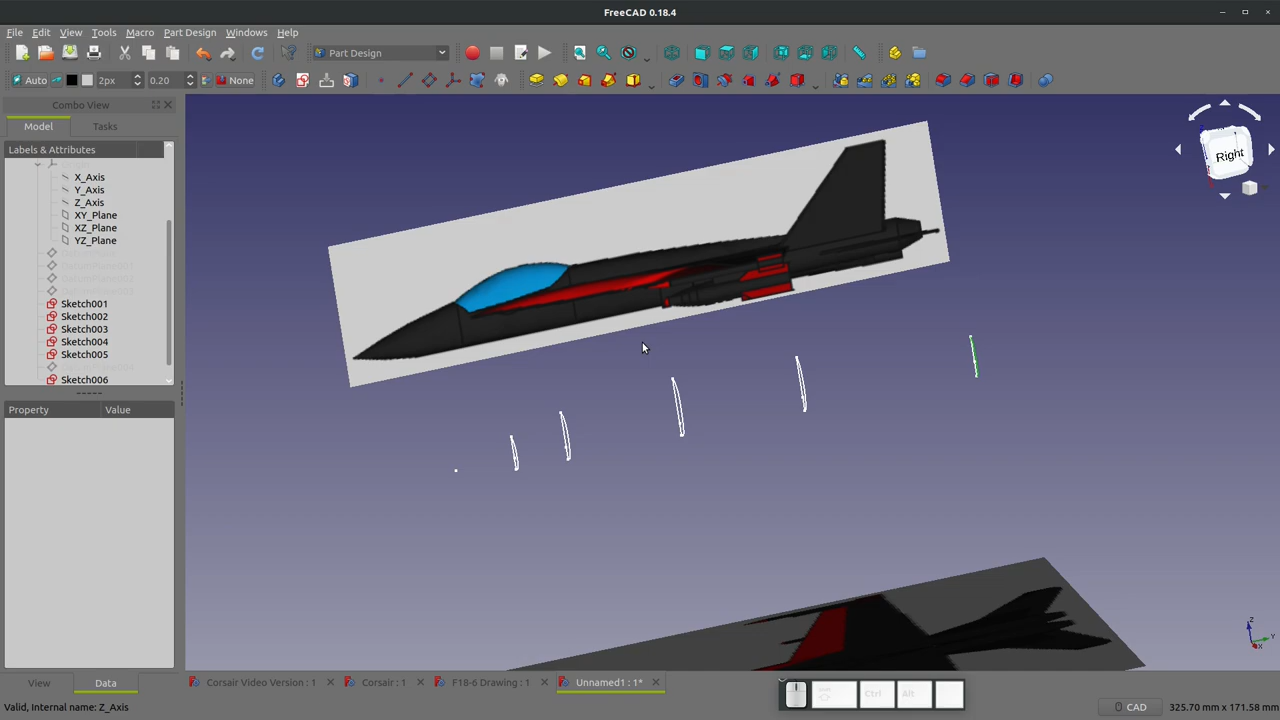 FreeCAD 0.18.4
File Edit View Tools Macro Part Design Windows Help
Part Design
Auto 2px 0.20 None
Combo View
Model Tasks
Labels & Attributes
X_Axis
Y_Axis
Z_Axis
XY_Plane
XZ_Plane
YZ_Plane
Sketch001
Sketch002
Sketch003
Sketch004
Sketch005
Sketch006
Property Value
Right
Z
Y
X
View Data
Corsair Video Version : 1 Corsair : 1 F18-6 Drawing : 1 Unnamed1 : 1*
Ctrl Alt
Valid, Internal name: Z_Axis
CAD 325.70 mm x 171.58 mm